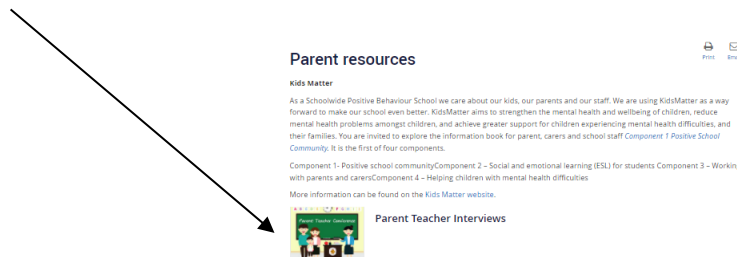 Parent resources
Print
Kids Matter
As a Schoolwide Positive Behaviour School we care about our kids, our parents and our staff. We are using KidsMatter as a way
forward to make our school even better. KidsMatter aims to strengthen the mental health and wellbeing of children, reduce
mental health problems amongst children, and achieve greater support for children experiencing mental health difficulties, and
their families. You are invited to explore the information book for parent, carers and school staff Component 1 Positive School
Community. It is the first of four components.
Component 1- Positive school communityComponent 2 – Social and emotional learning (ESL) for students Component 3 –
with parents and carersComponent 4 – Helping children with mental health difficulties
More information can be found on the Kids Matter website.
Parent Teacher Conference
Parent Teacher Interviews